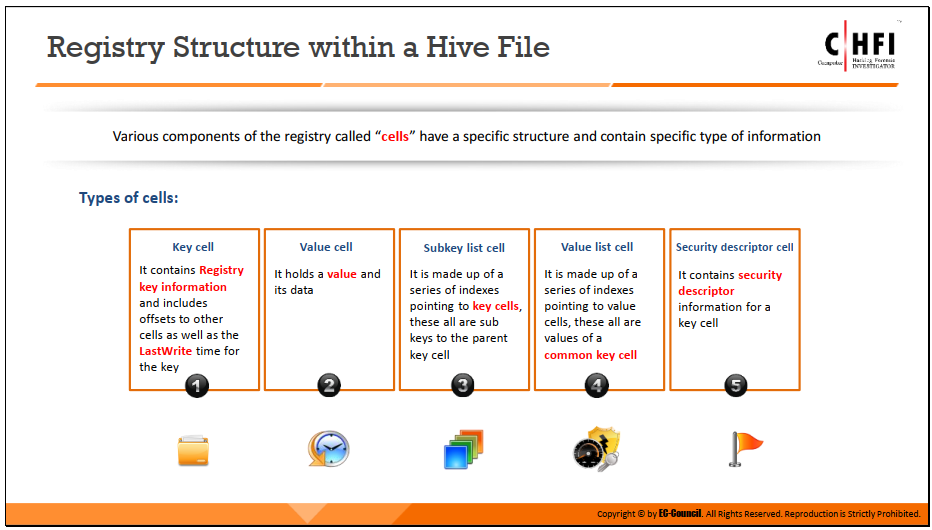 Registry Structure within a Hive File
CHFI
Computer Hacking Forensic
INVESTIGATOR
Various components of the registry called “cells” have a specific structure and contain specific type of information
Types of cells:
Key cell
It contains Registry
key information
and includes
offsets to other
cells as well as the
LastWrite time for
the key
1
Value cell
It holds a value and
its data
2
Subkey list cell
It is made up of a
series of indexes
pointing to key cells,
these all are sub
keys to the parent
key cell
3
Value list cell
It is made up of a
series of indexes
pointing to value
cells, these all are
values of a
common key cell
4
Security descriptor cell
It contains security
descriptor
information for a
key cell
5
Copyright © by EC-Council. All Rights Reserved. Reproduction is Strictly Prohibited.